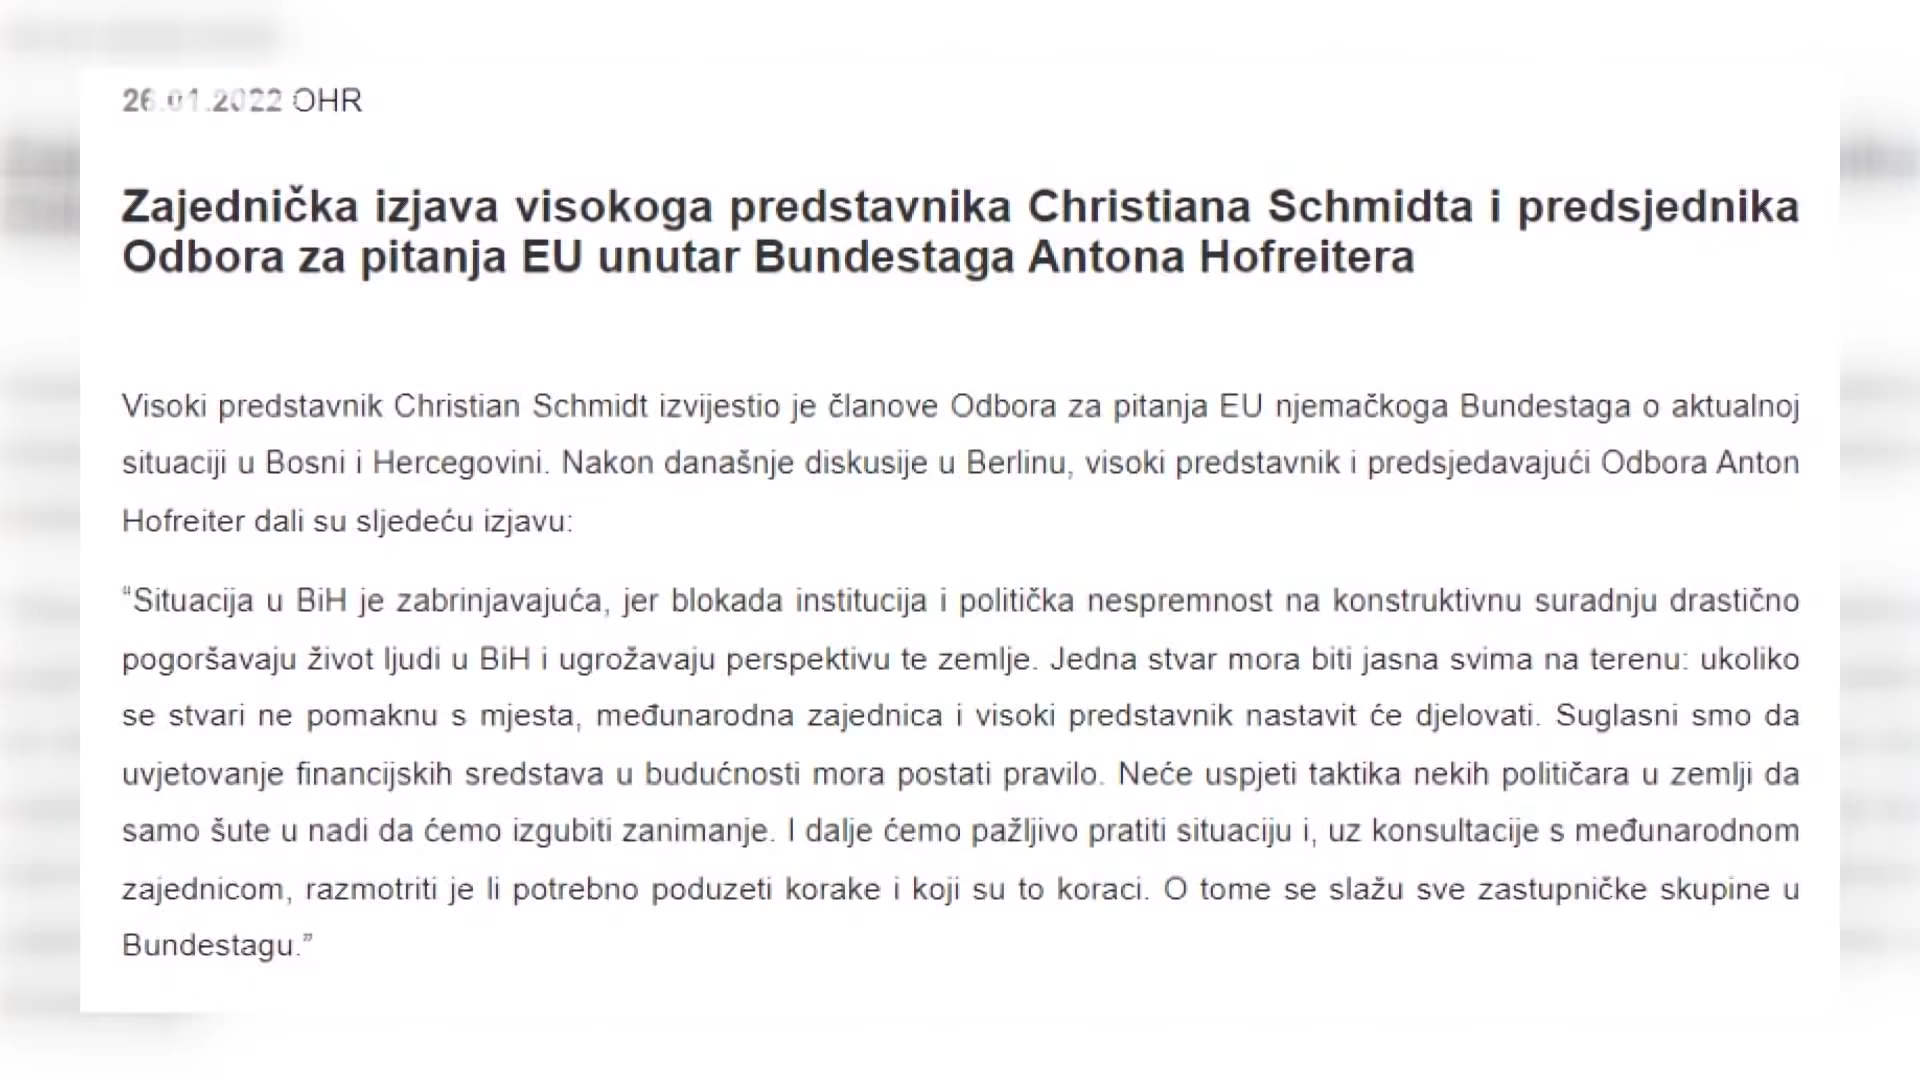 26.01.2022 OHR
Zajednička izjava visokoga predstavnika Christiana Schmidta i predsjednika
Odbora za pitanja EU unutar Bundestaga Antona Hofreitera
Visoki predstavnik Christian Schmidt izvijestio je članove Odbora za pitanja EU njemačkoga Bundestaga o aktualnoj
situaciji u Bosni i Hercegovini. Nakon današnje diskusije u Berlinu, visoki predstavnik i predsjedavajući Odbora Anton
Hofreiter dali su sljedeću izjavu:
“Situacija u BiH je zabrinjavajuća, jer blokada institucija i politička nespremnost na konstruktivnu suradnju drastično
pogoršavaju život ljudi u BiH i ugrožavaju perspektivu te zemlje. Jedna stvar mora biti jasna svima na terenu: ukoliko
se stvari ne pomaknu s mjesta, međunarodna zajednica i visoki predstavnik nastavit će djelovati. Suglasni smo da
uvjetovanje financijskih sredstava u budućnosti mora postati pravilo. Neće uspjeti taktika nekih političara u zemlji da
samo šute u nadi da ćemo izgubiti zanimanje. I dalje ćemo pažljivo pratiti situaciju i, uz konsultacije s međunarodnom
zajednicom, razmotriti je li potrebno poduzeti korake i koji su to koraci. O tome se slažu sve zastupničke skupine u
Bundestagu.”